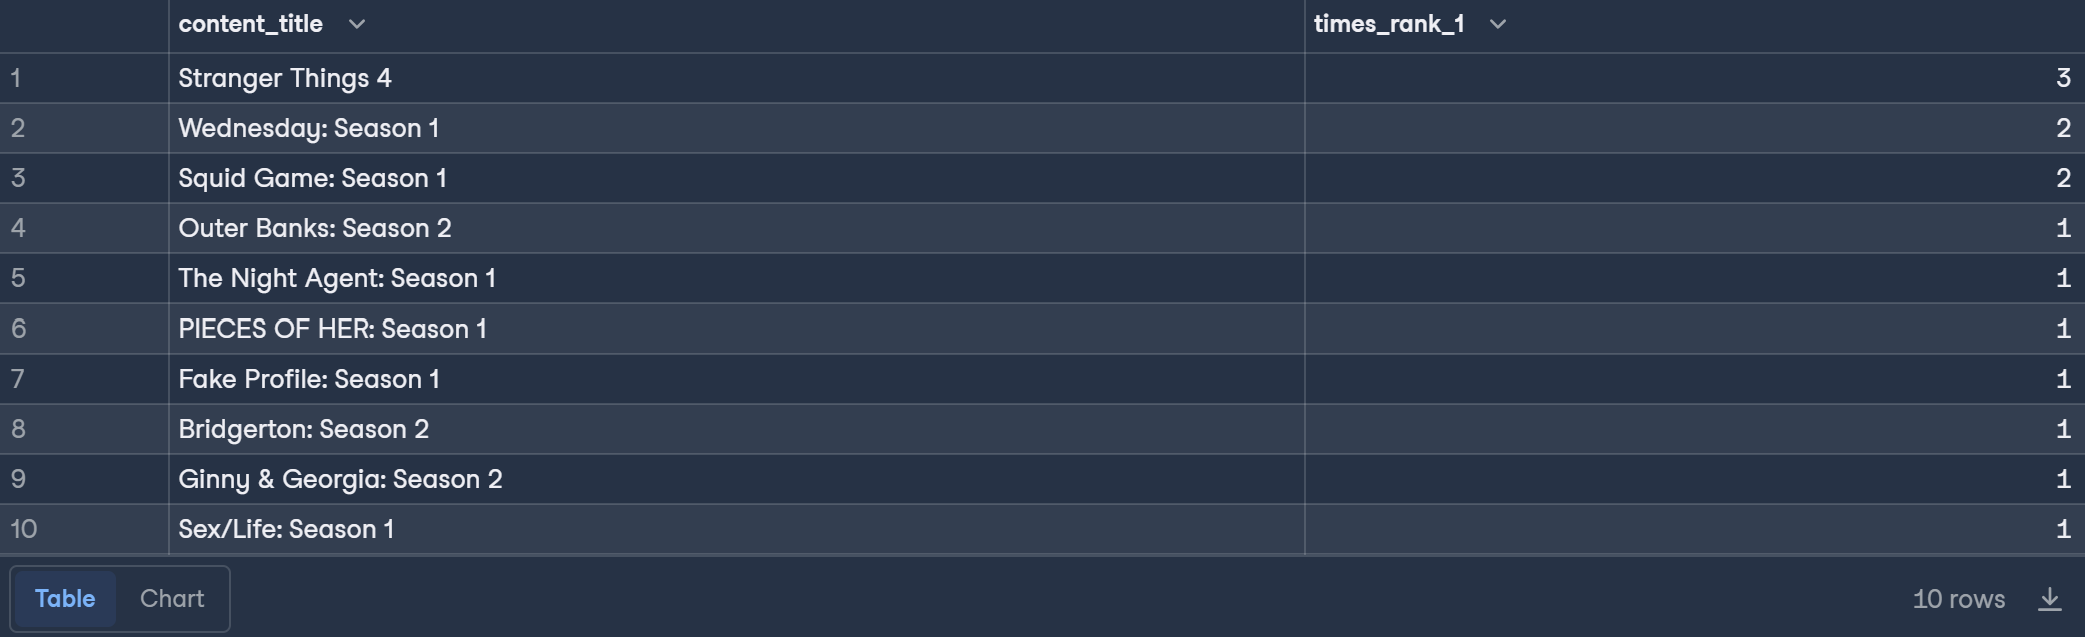 content_title times_rank_1
1 Stranger Things 4 3
2 Wednesday: Season 1 2
3 Squid Game: Season 1 2
4 Outer Banks: Season 2 1
5 The Night Agent: Season 1 1
6 PIECES OF HER: Season 1 1
7 Fake Profile: Season 1 1
8 Bridgerton: Season 2 1
9 Ginny & Georgia: Season 2 1
10 Sex/Life: Season 1 1
Table Chart 10 rows